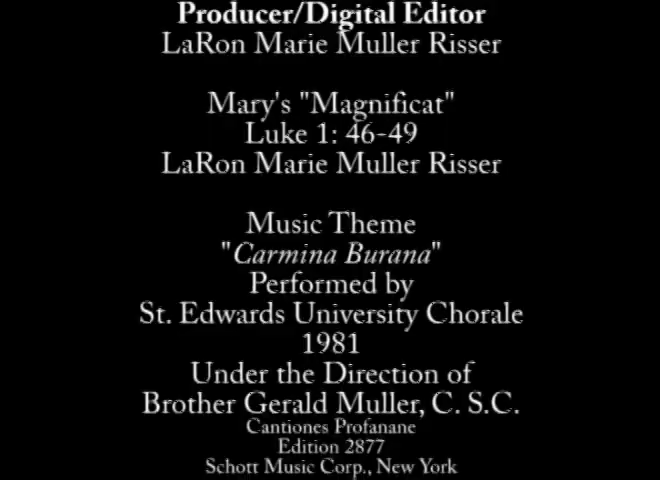 Producer/Digital Editor
LaRon Marie Muller Risser
Mary's "Magnificat"
Luke 1: 46-49
LaRon Marie Muller Risser
Music Theme
"Carmina Burana"
Performed by
St. Edwards University Chorale
1981
Under the Direction of
Brother Gerald Muller, C. S.C.
Cantiones Profanane
Edition 2877
Schott Music Corp., New York